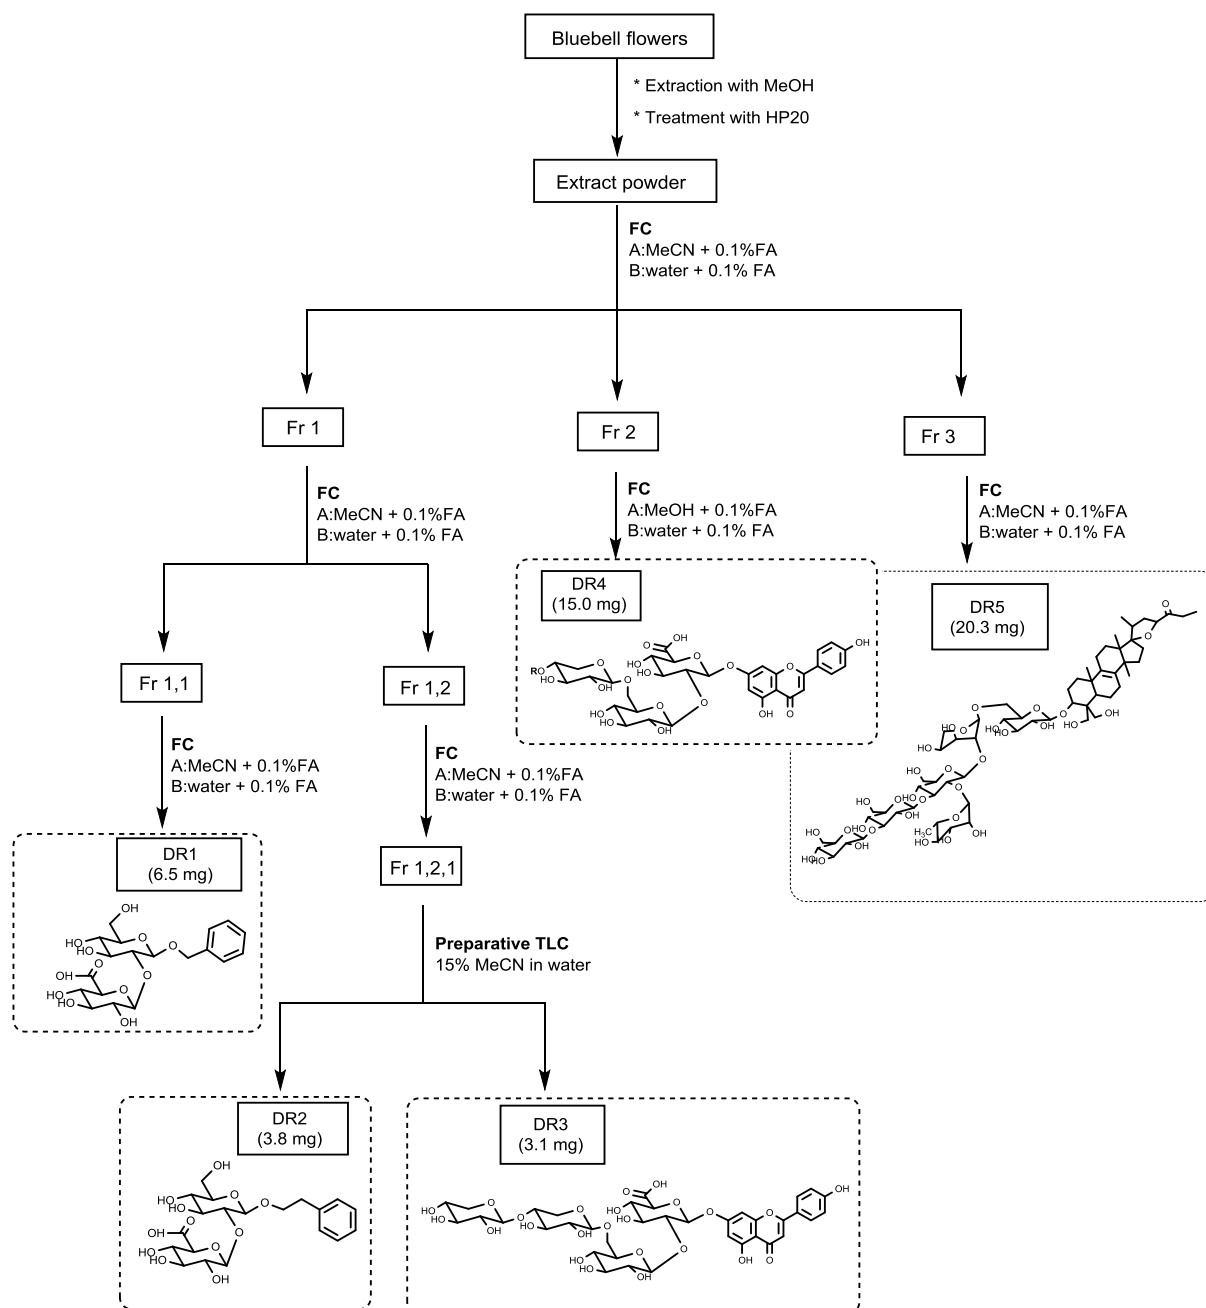 Bluebell flowers
* Extraction with MeOH
* Treatment with HP20
Extract powder
FC
A:MeCN + 0.1%FA
B:water + 0.1% FA
Fr 1
Fr 2
Fr 3
FC
A:MeCN + 0.1%FA
B:water + 0.1% FA
FC
A:MeOH + 0.1%FA
B:water + 0.1% FA
FC
A:MeCN + 0.1%FA
B:water + 0.1% FA
DR4
(15.0 mg)
DR5
(20.3 mg)
Fr 1,1
Fr 1,2
FC
A:MeCN + 0.1%FA
B:water + 0.1% FA
FC
A:MeCN + 0.1%FA
B:water + 0.1% FA
DR1
(6.5 mg)
Fr 1,2,1
Preparative TLC
15% MeCN in water
DR2
(3.8 mg)
DR3
(3.1 mg)